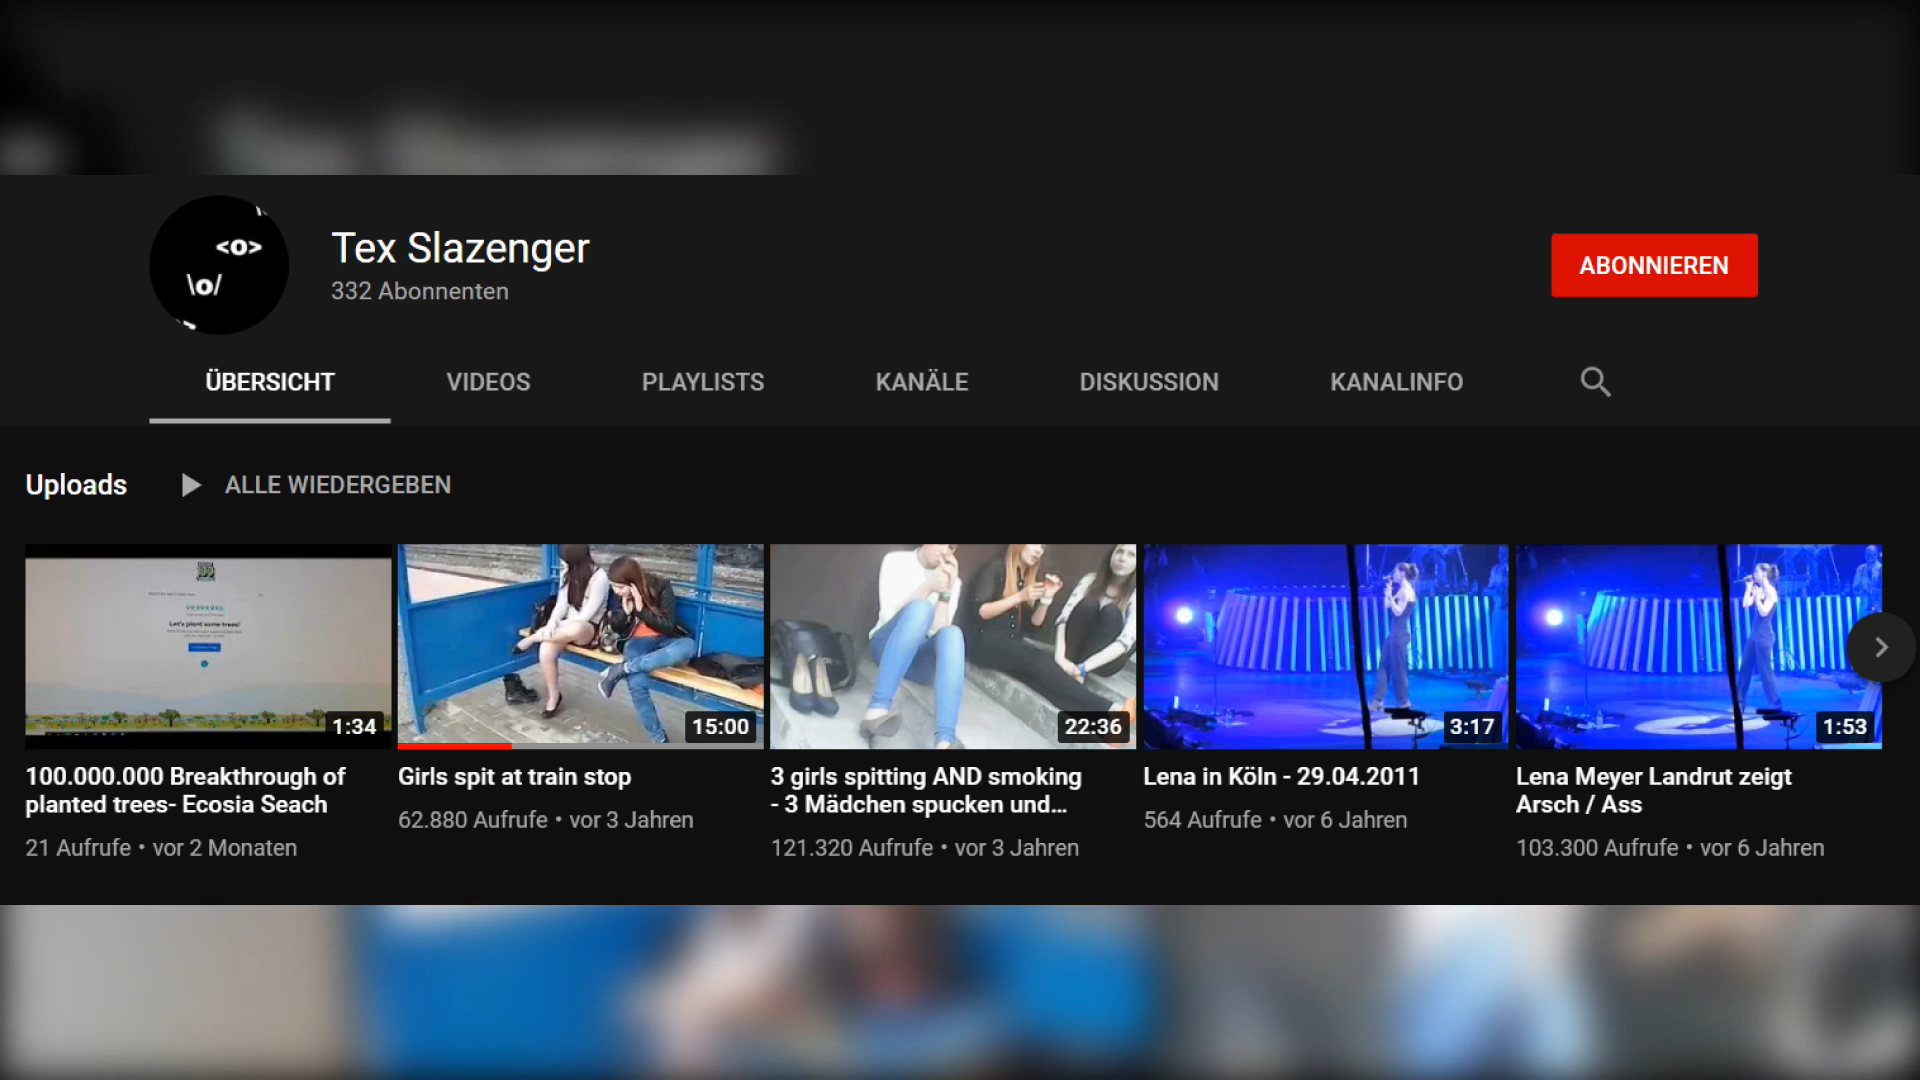 <o>
\o/
Tex Slazenger
332 Abonnenten
ABONNIEREN
ÜBERSICHT VIDEOS PLAYLISTS KANÄLE DISKUSSION KANALINFO
Uploads ALLE WIEDERGEBEN
Let's plant some trees!
1:34
15:00
22:36
3:17
1:53
100.000.000 Breakthrough of
planted trees- Ecosia Seach
21 Aufrufe • vor 2 Monaten
Girls spit at train stop
62.880 Aufrufe • vor 3 Jahren
3 girls spitting AND smoking
- 3 Mädchen spucken und...
121.320 Aufrufe • vor 3 Jahren
Lena in Köln - 29.04.2011
564 Aufrufe • vor 6 Jahren
Lena Meyer Landrut zeigt
Arsch / Ass
103.300 Aufrufe • vor 6 Jahren